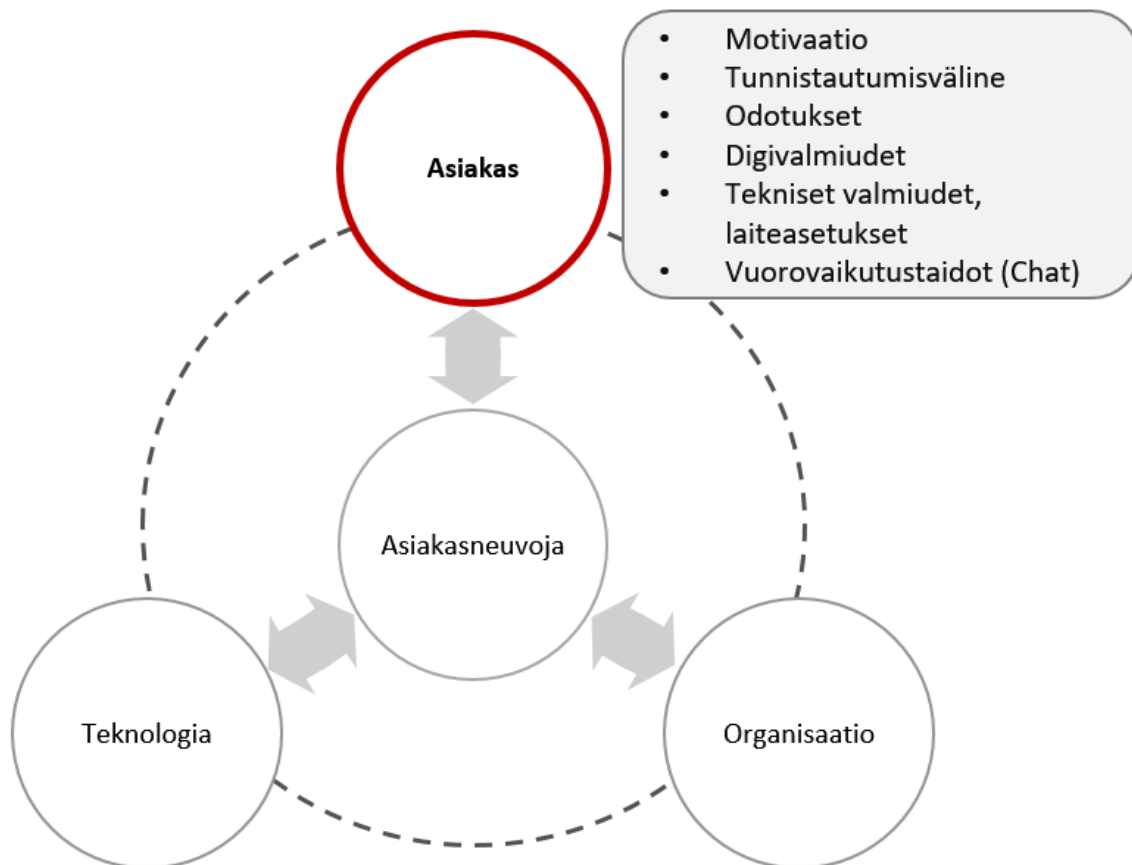 Asiakas
• Motivaatio
• Tunnistautumisväline
• Odotukset
• Digivalmiudet
• Tekniset valmiudet,
laiteasetukset
• Vuorovaikutustaidot (Chat)
Asiakasneuvoja
Teknologia
Organisaatio